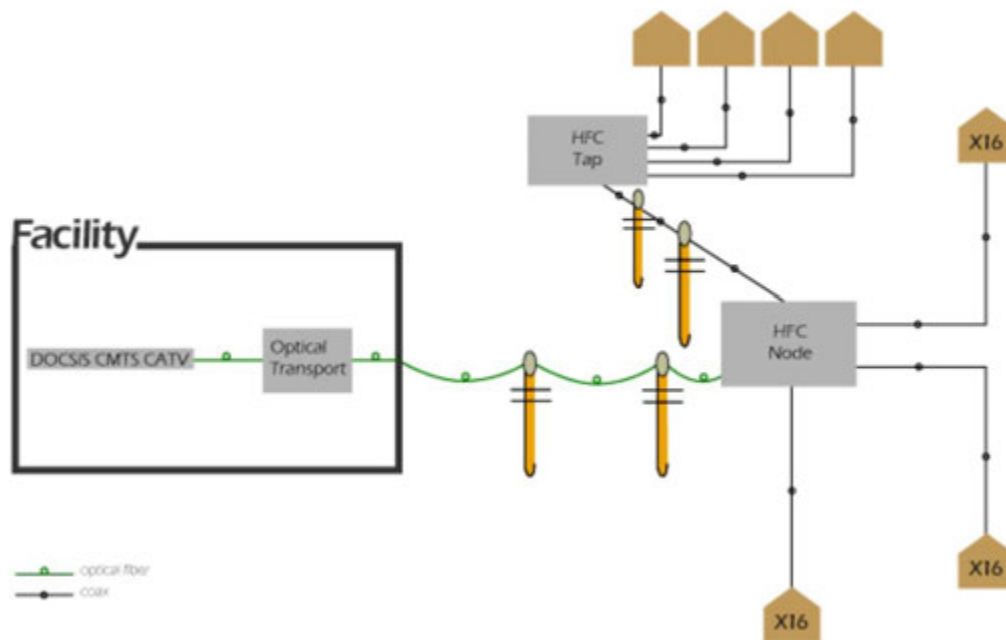 HFC
Tap
X16
Facility
DOCSIS CMTS CATV
Optical
Transport
HFC
Node
X16
X16
optical fiber
coax